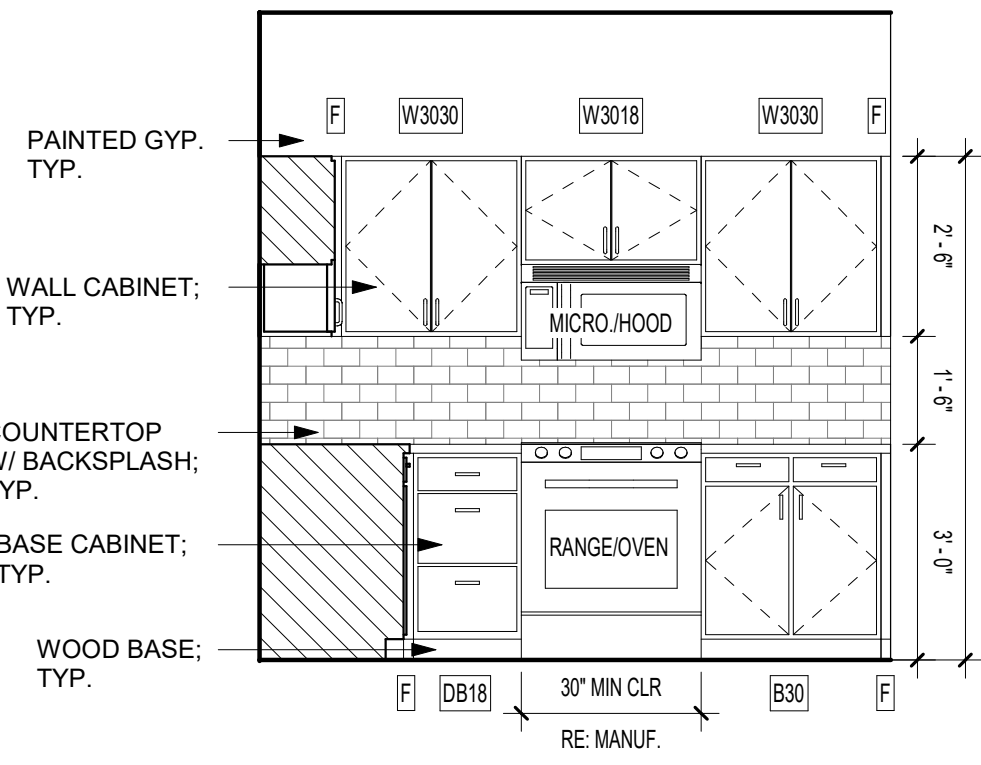 F
W3030
W3018
W3030
F
PAINTED GYP.
TYP.
2' - 6"
WALL CABINET;
TYP.
MICRO./HOOD
1' - 6"
COUNTERTOP
W/ BACKSPLASH;
TYP.
3' - 0"
BASE CABINET;
TYP.
RANGE/OVEN
WOOD BASE;
TYP.
F
DB18
30" MIN CLR
B30
F
RE: MANUF.